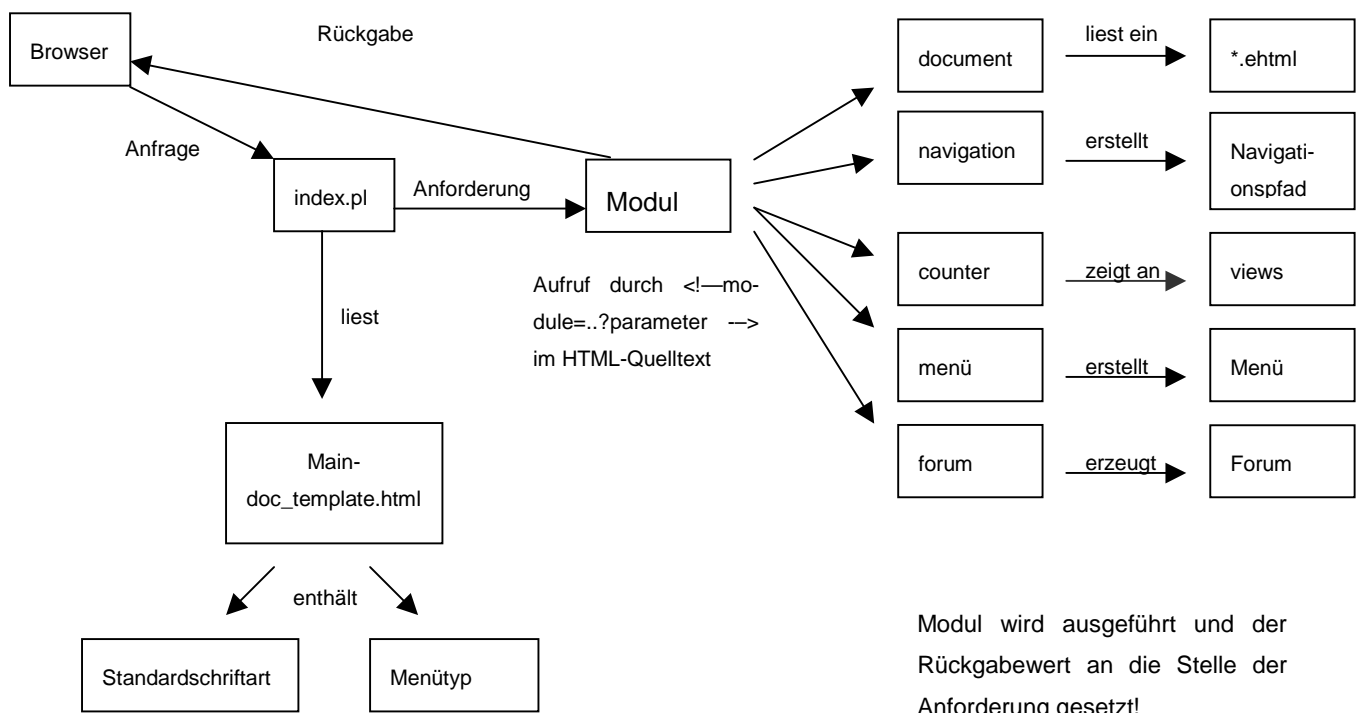 Browser
Rückgabe
document
liest ein
*.ehtml
Anfrage
index.pl
Anforderung
Modul
navigation
erstellt
Navigati-
onspfad
Aufruf durch <!—mo-
dule=..?parameter -–>
im HTML-Quelltext
counter
zeigt an
views
liest
menü
erstellt
Menü
forum
erzeugt
Forum
Main-
doc_template.html
enthält
Standardschriftart
Menütyp
Modul wird ausgeführt und der
Rückgabewert an die Stelle der
Anforderung gesetzt!